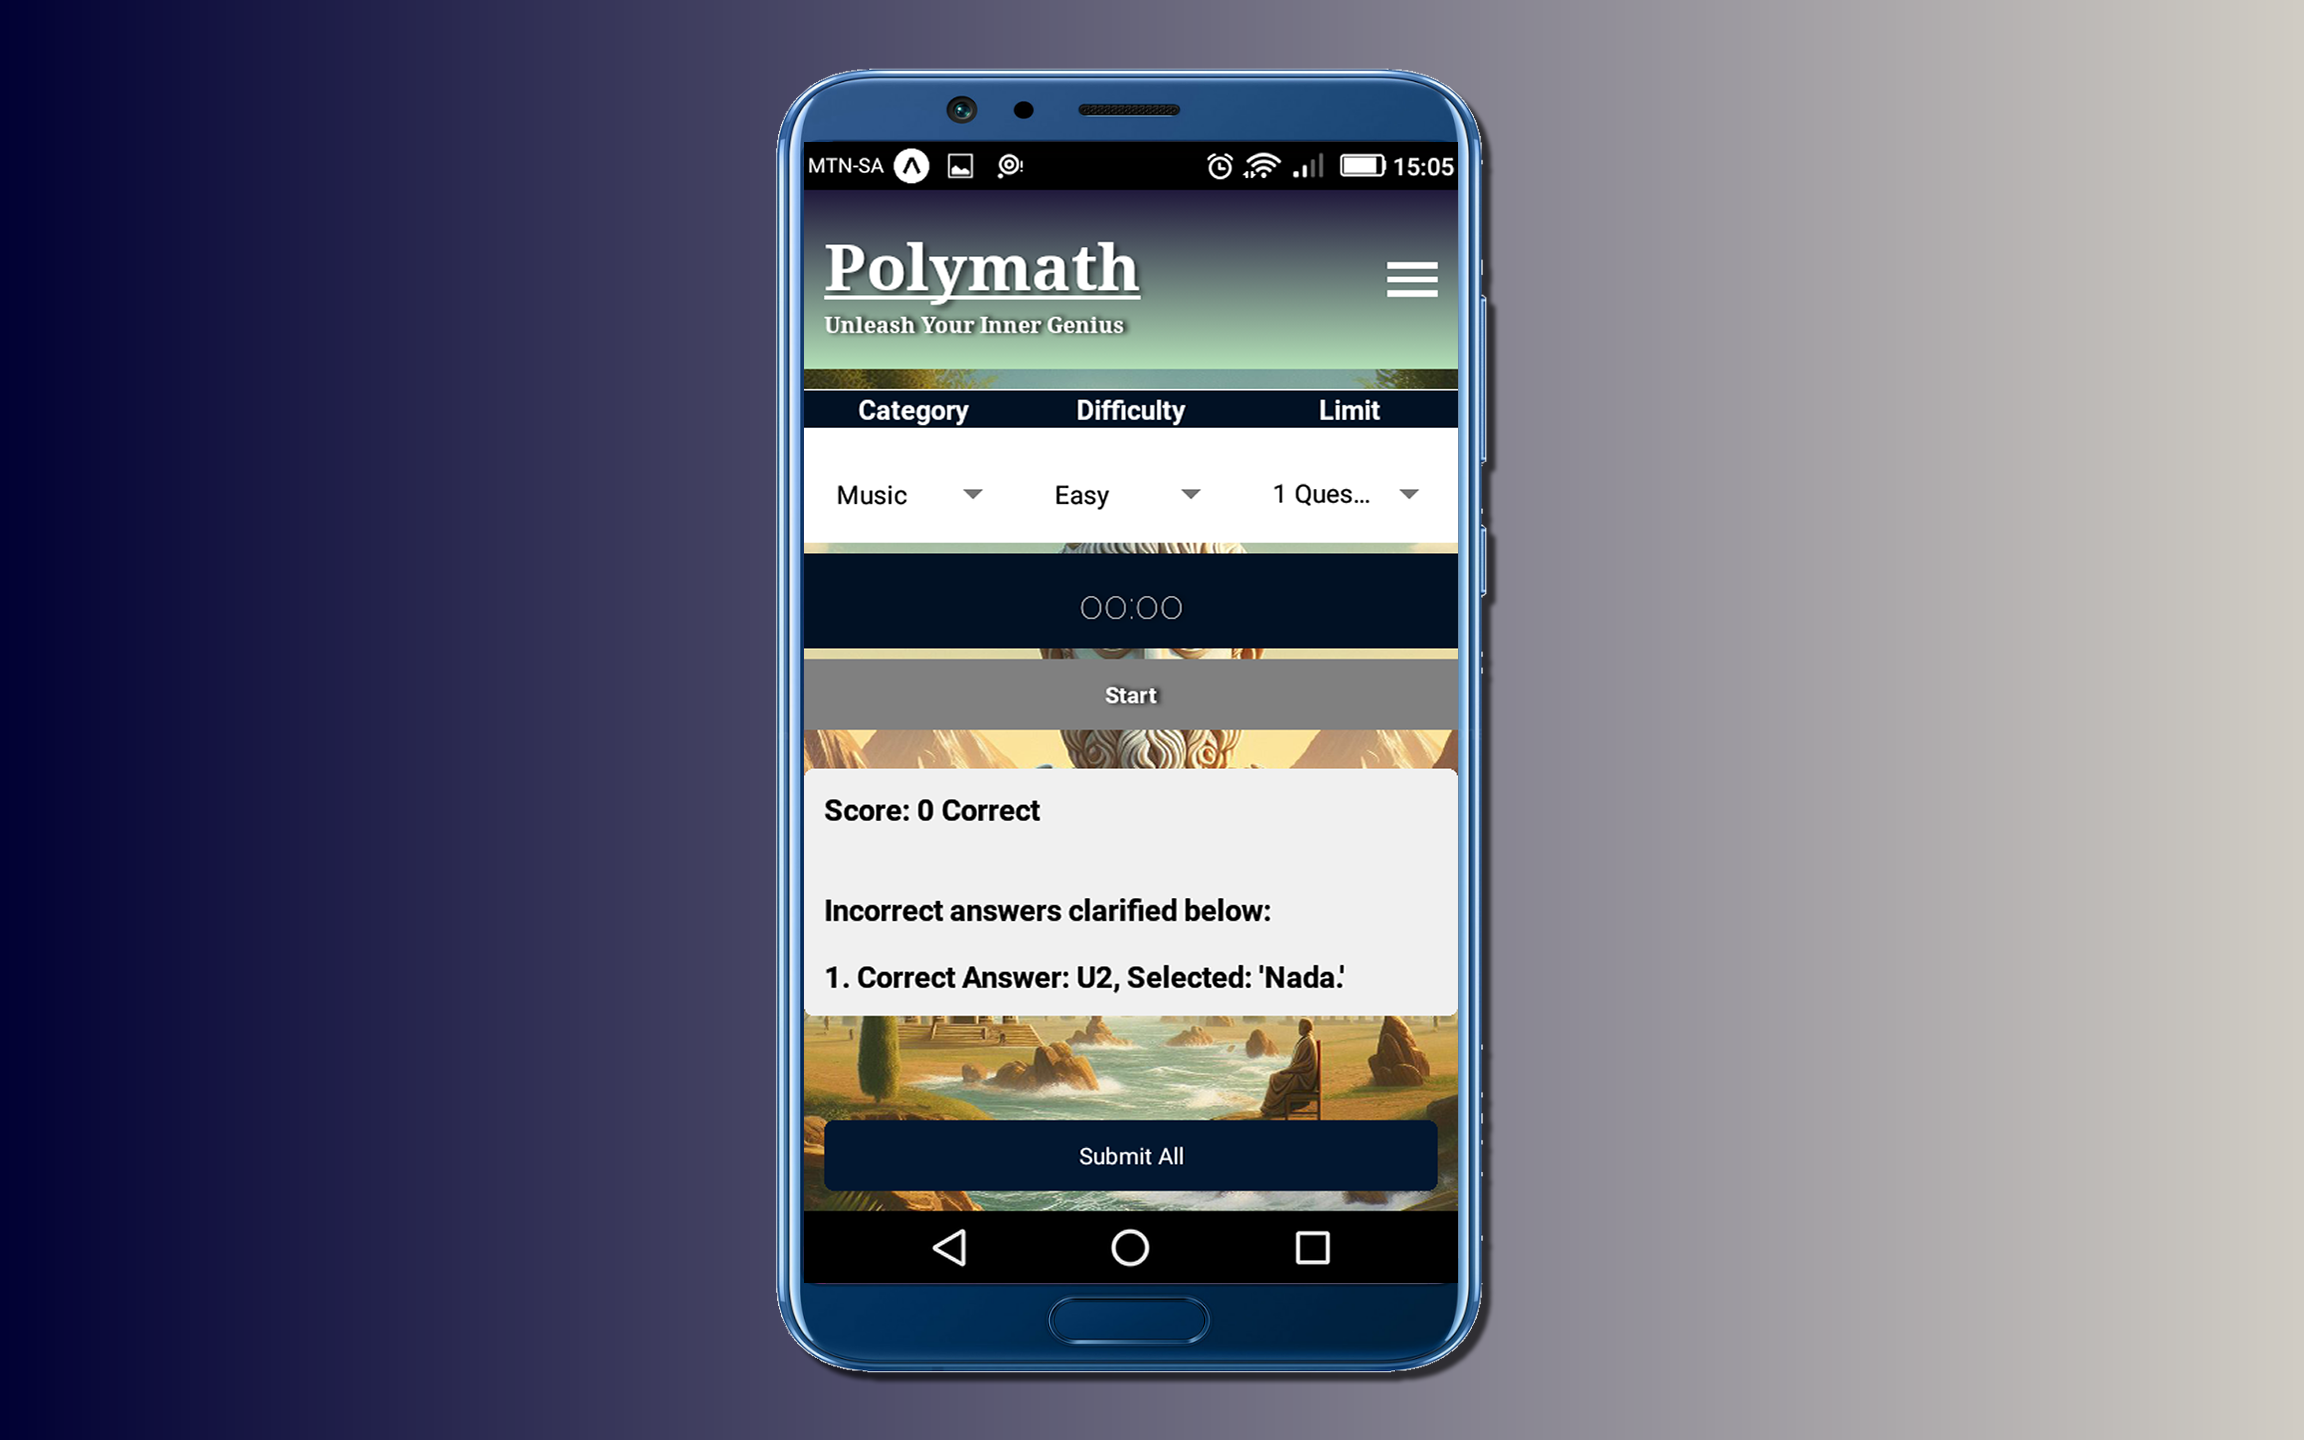 MTN-SA 15:05
Polymath
Unleash Your Inner Genius
Category Difficulty Limit
Music Easy 1 Ques...
00:00
Start
Score: 0 Correct
Incorrect answers clarified below:
1. Correct Answer: U2, Selected: 'Nada.'
Submit All